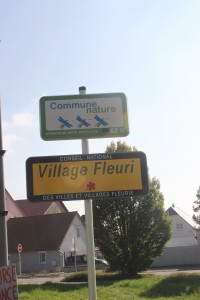 Commune
nature
CONSEIL NATIONAL
Village Fleuri
DES VILLES ET VILLAGES FLEURIS